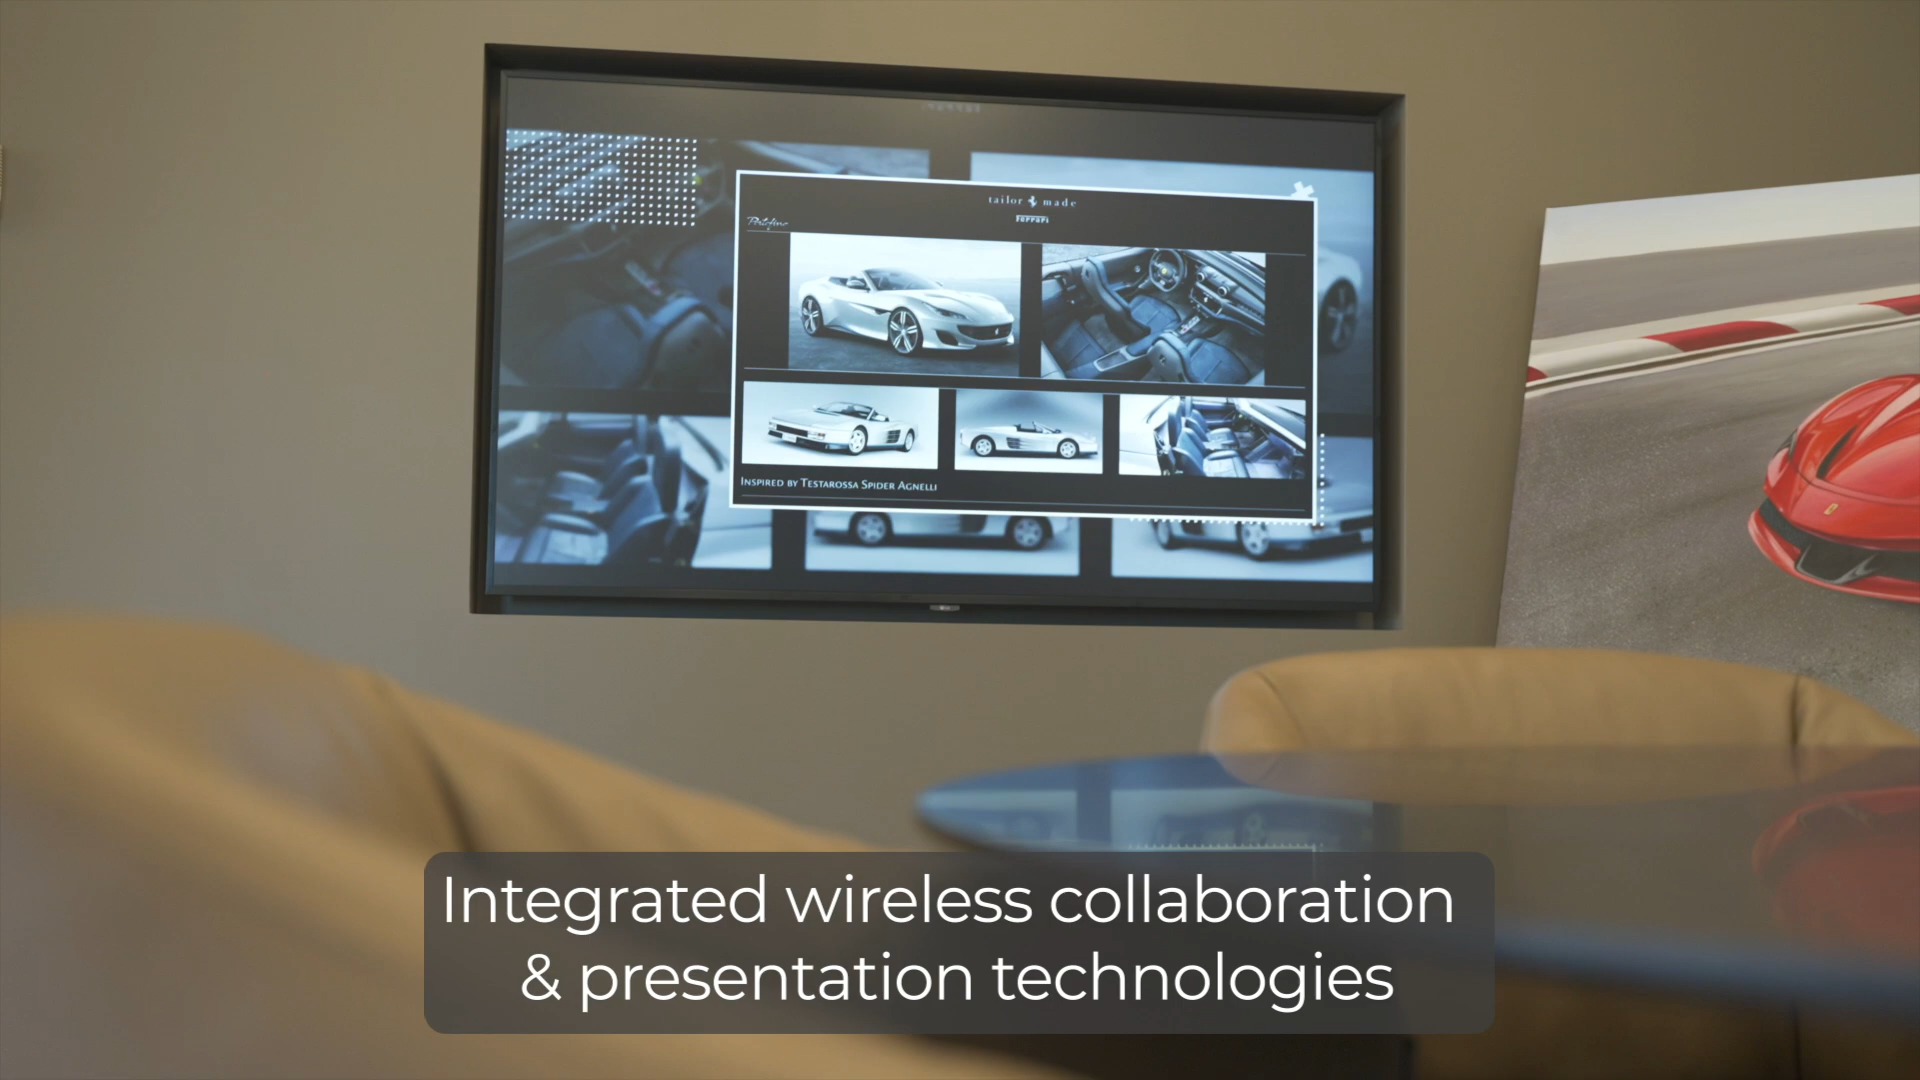 tailor made
Ferrari
Portofino
INSPIRED BY TESTAROSSA SPIDER AGNELLI
Integrated wireless collaboration
& presentation technologies